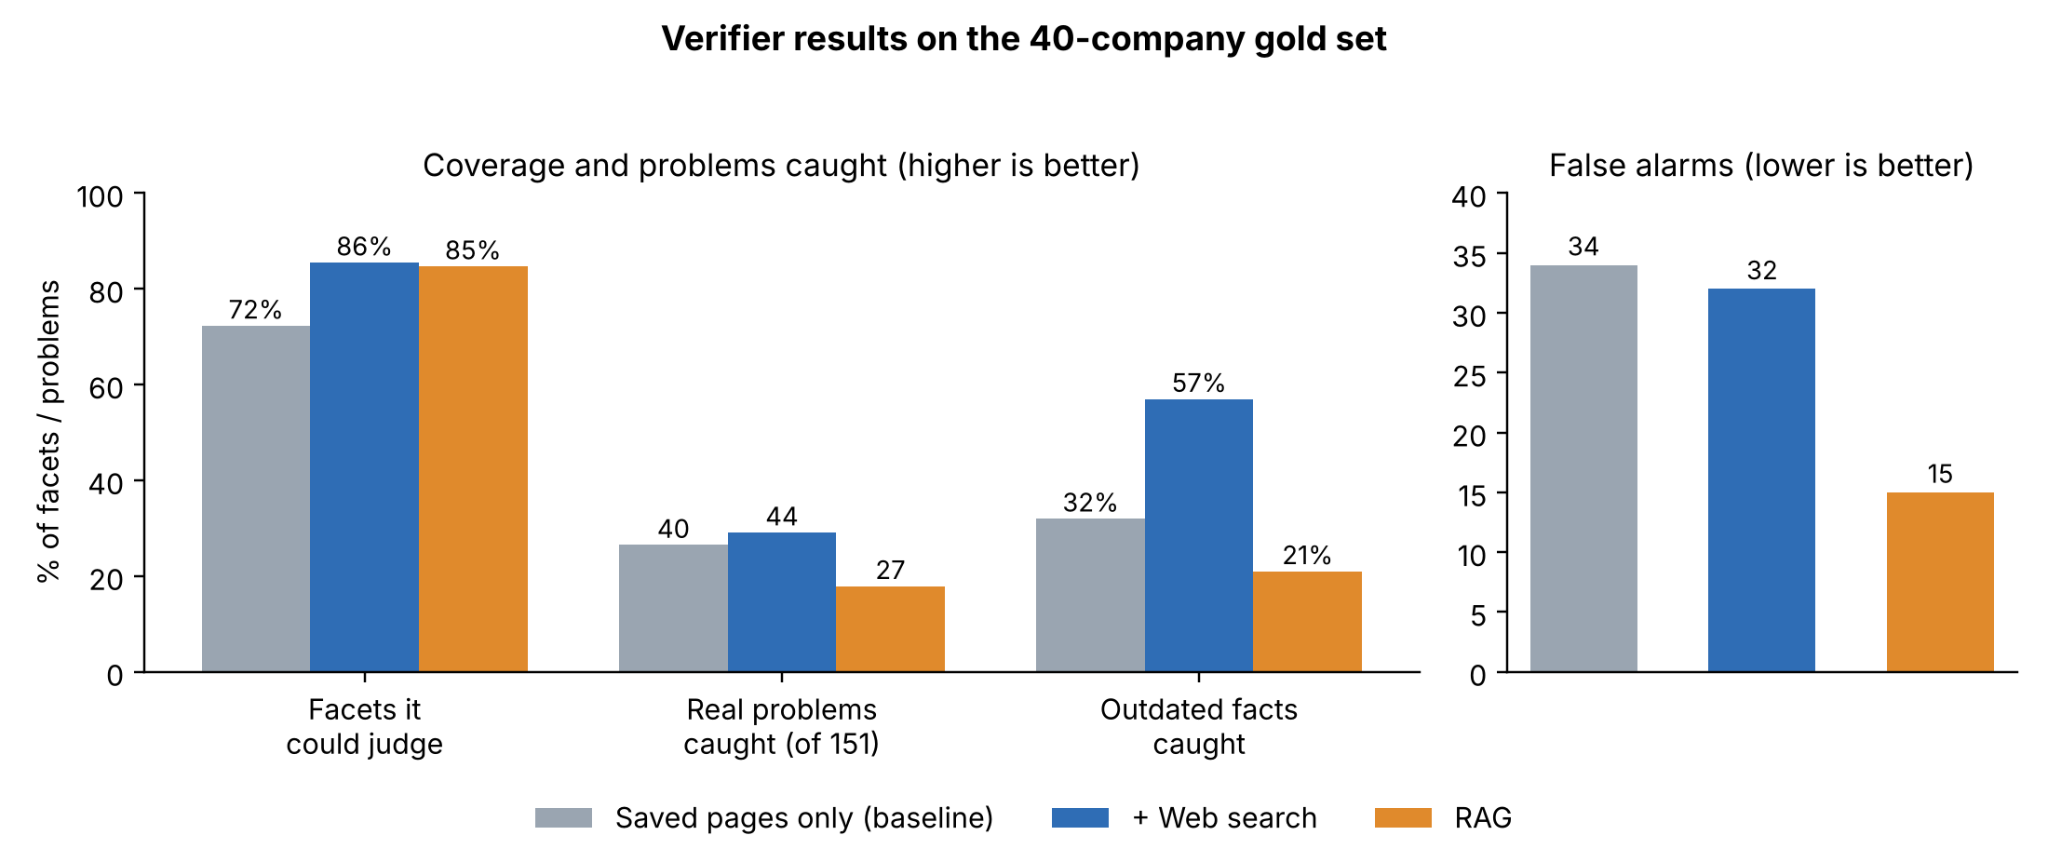 Verifier results on the 40-company gold set
Coverage and problems caught (higher is better)
% of facets / problems
100
80
60
40
20
0
72%
86%
85%
40
44
27
32%
57%
21%
Facets it
could judge
Real problems
caught (of 151)
Outdated facts
caught
False alarms (lower is better)
40
35
30
25
20
15
10
5
0
34
32
15
Saved pages only (baseline)
+ Web search
RAG